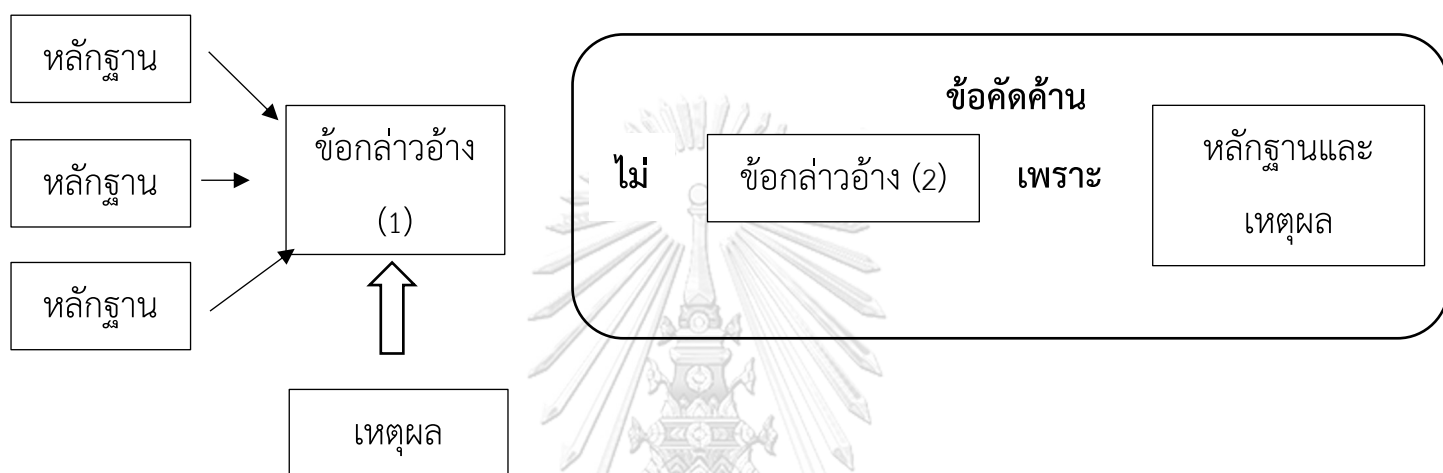 หลักฐาน
หลักฐาน
หลักฐาน
ข้อกล่าวอ้าง
(1)
เหตุผล
ข้อคัดค้าน
ไม่ ข้อกล่าวอ้าง (2) เพราะ
หลักฐานและ
เหตุผล